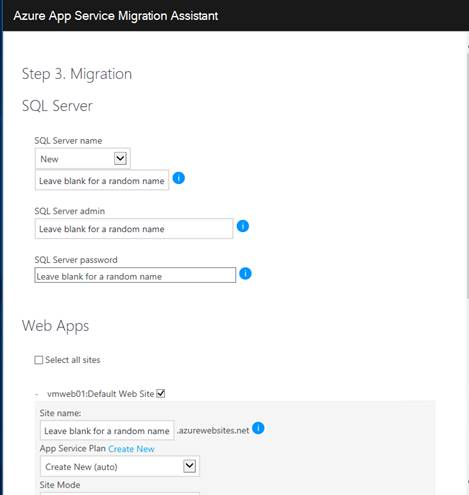 Azure App Service Migration Assistant
Step 3. Migration
SQL Server
SQL Server name
New
Leave blank for a random name
i
SQL Server admin
Leave blank for a random name
i
SQL Server password
Leave blank for a random name
i
Web Apps
Select all sites
- vmweb01:Default Web Site
Site name:
Leave blank for a random name .azurewebsites.net i
App Service Plan Create New
Create New (auto)
Site Mode